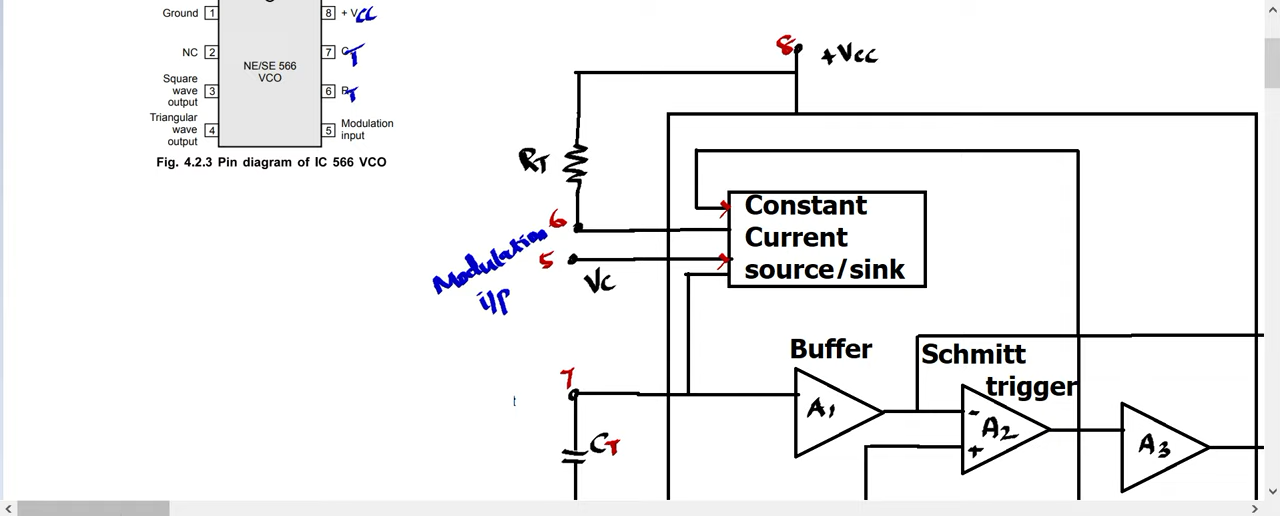 Ground 1
8 + VCC
NC 2
7 CT
NE/SE 566
VCO
Square
wave
output
3
6 RT
Triangular
wave
output
4
5 Modulation
input
Fig. 4.2.3 Pin diagram of IC 566 VCO
8
+Vcc
RT
6
Modulation
i/p
5
Vc
Constant
Current
source/sink
Buffer
Schmitt
trigger
7
t
A1
A2
-
+
A3
CT